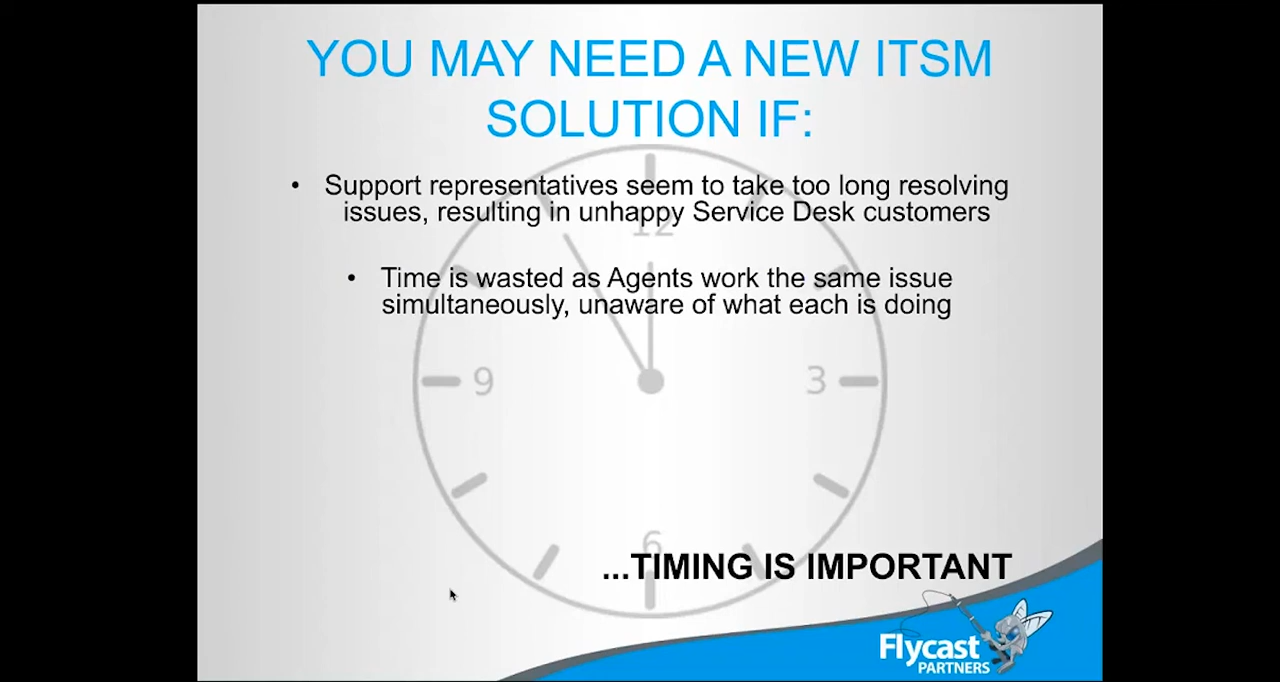 YOU MAY NEED A NEW ITSM
SOLUTION IF:
• Support representatives seem to take too long resolving
issues, resulting in unhappy Service Desk customers
12
• Time is wasted as Agents work the same issue
simultaneously, unaware of what each is doing
9
3
6
...TIMING IS IMPORTANT
Flycast
PARTNERS